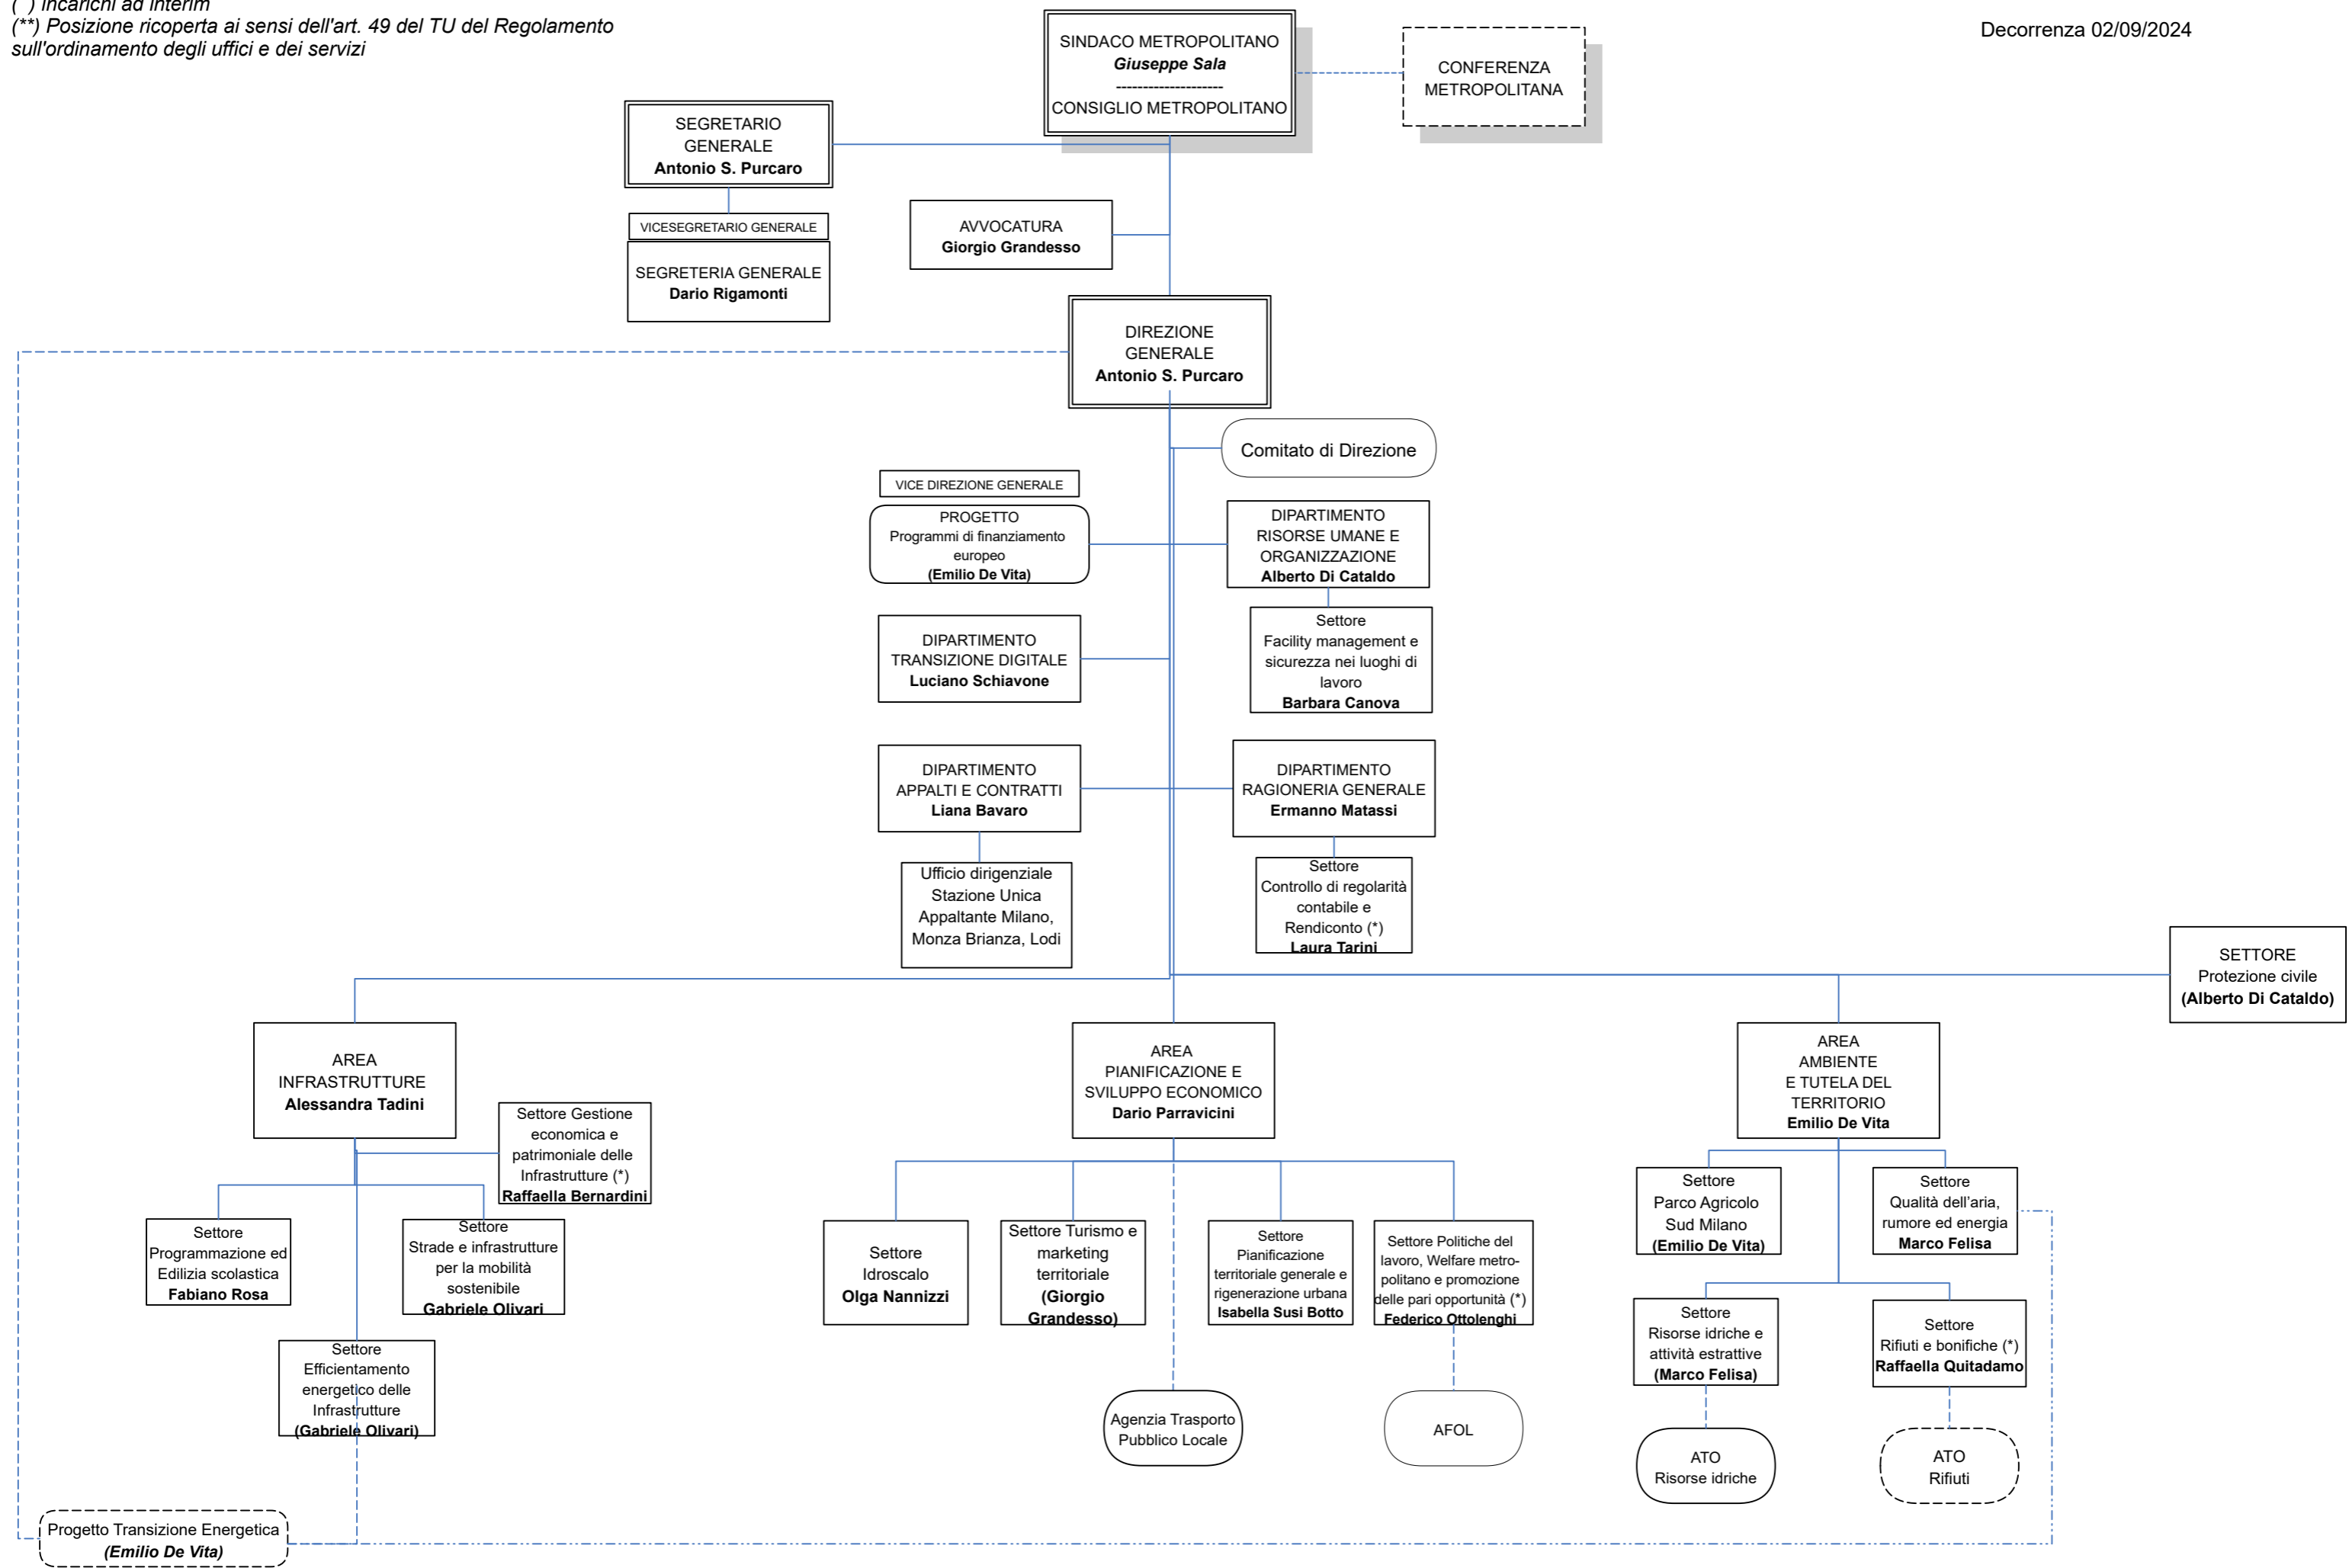 (*) Incarichi ad interim
(**) Posizione ricoperta ai sensi dell'art. 49 del TU del Regolamento
sull'ordinamento degli uffici e dei servizi
Decorrenza 02/09/2024
SINDACO METROPOLITANO
Giuseppe Sala
--------------------
CONSIGLIO METROPOLITANO
CONFERENZA
METROPOLITANA
SEGRETARIO
GENERALE
Antonio S. Purcaro
VICESEGRETARIO GENERALE
SEGRETERIA GENERALE
Dario Rigamonti
AVVOCATURA
Giorgio Grandesso
DIREZIONE
GENERALE
Antonio S. Purcaro
Comitato di Direzione
VICE DIREZIONE GENERALE
PROGETTO
Programmi di finanziamento
europeo
(Emilio De Vita)
DIPARTIMENTO
RISORSE UMANE E
ORGANIZZAZIONE
Alberto Di Cataldo
Settore
Facility management e
sicurezza nei luoghi di
lavoro
Barbara Canova
DIPARTIMENTO
TRANSIZIONE DIGITALE
Luciano Schiavone
DIPARTIMENTO
APPALTI E CONTRATTI
Liana Bavaro
DIPARTIMENTO
RAGIONERIA GENERALE
Ermanno Matassi
Ufficio dirigenziale
Stazione Unica
Appaltante Milano,
Monza Brianza, Lodi
Settore
Controllo di regolarità
contabile e
Rendiconto (*)
Laura Tarini
SETTORE
Protezione civile
(Alberto Di Cataldo)
AREA
INFRASTRUTTURE
Alessandra Tadini
Settore Gestione
economica e
patrimoniale delle
Infrastrutture (*)
Raffaella Bernardini
Settore
Programmazione ed
Edilizia scolastica
Fabiano Rosa
Settore
Strade e infrastrutture
per la mobilità
sostenibile
Gabriele Olivari
Settore
Efficientamento
energetico delle
Infrastrutture
(Gabriele Olivari)
AREA
PIANIFICAZIONE E
SVILUPPO ECONOMICO
Dario Parravicini
Settore
Idroscalo
Olga Nannizzi
Settore Turismo e
marketing
territoriale
(Giorgio
Grandesso)
Settore
Pianificazione
territoriale generale e
rigenerazione urbana
Isabella Susi Botto
Settore Politiche del
lavoro, Welfare metro-
politano e promozione
delle pari opportunità (*)
Federico Ottolenghi
Agenzia Trasporto
Pubblico Locale
AFOL
AREA
AMBIENTE
E TUTELA DEL
TERRITORIO
Emilio De Vita
Settore
Parco Agricolo
Sud Milano
(Emilio De Vita)
Settore
Qualità dell'aria,
rumore ed energia
Marco Felisa
Settore
Risorse idriche e
attività estrattive
(Marco Felisa)
Settore
Rifiuti e bonifiche (*)
Raffaella Quitadamo
ATO
Risorse idriche
ATO
Rifiuti
Progetto Transizione Energetica
(Emilio De Vita)